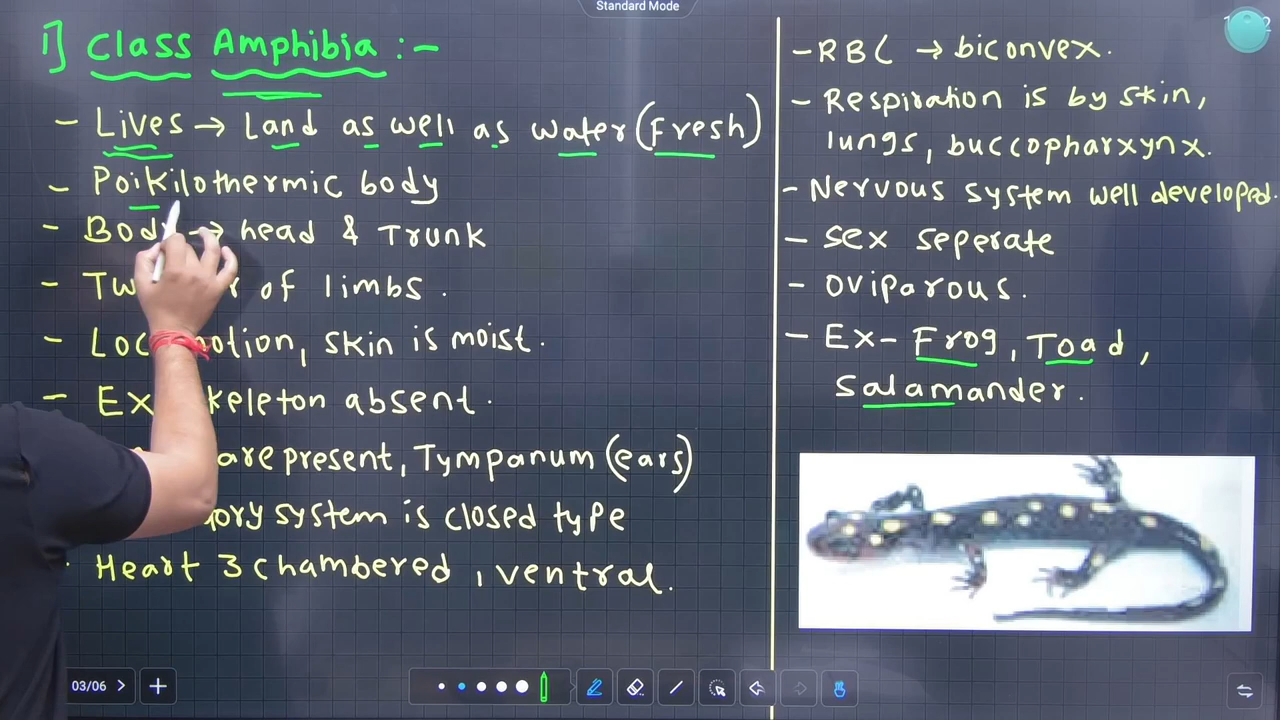 Standard Mode
1] Class Amphibia :-
- Lives → Land as well as water (fresh)
- Poikilothermic body
- Body → head & Trunk
- Tw of limbs .
- Loc otion, skin is moist .
- Ex keleton absent .
are present, Tympanum (ears)
ory system is closed type
Heart 3 chambered , ventral .
03/06
- RBC → biconvex .
- Respiration is by skin,
lungs, buccopharxynx .
- Nervous system well developed .
- sex seperate
- oviparous .
- Ex- Frog , Toad ,
salamander .